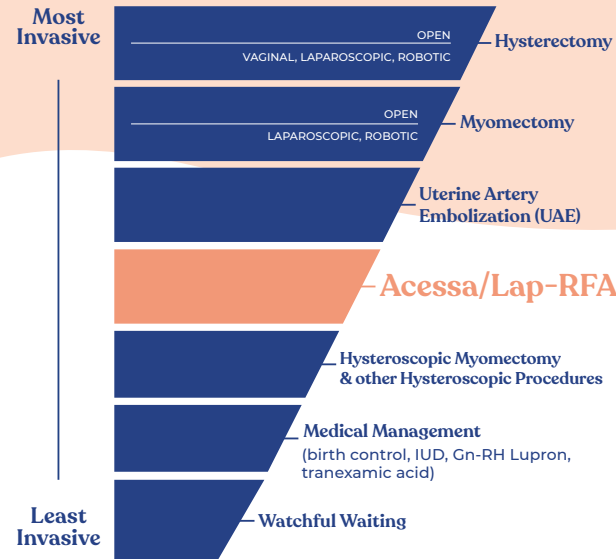 Most
Invasive
OPEN
VAGINAL, LAPAROSCOPIC, ROBOTIC
Hysterectomy
OPEN
LAPAROSCOPIC, ROBOTIC
Myomectomy
Uterine Artery
Embolization (UAE)
Acessa/Lap-RFA
Hysteroscopic Myomectomy
& other Hysteroscopic Procedures
Medical Management
(birth control, IUD, Gn-RH Lupron,
tranexamic acid)
Least
Invasive
Watchful Waiting